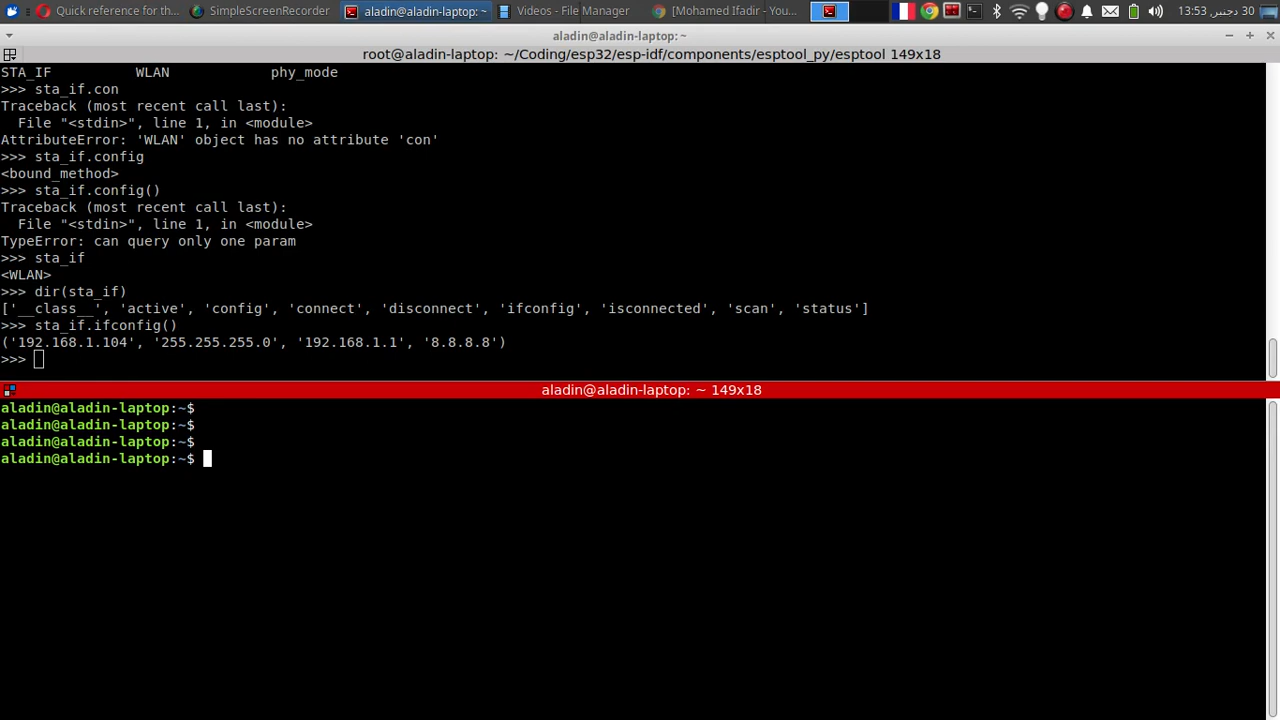 Quick reference for th...
SimpleScreenRecorder
aladin@aladin-laptop: ~
Videos - File Manager
[Mohamed Ifadir - You...
30 دجنبر, 13:53
aladin@aladin-laptop: ~
root@aladin-laptop: ~/Coding/esp32/esp-idf/components/esptool_py/esptool 149x18
STA_IF          WLAN            phy_mode
>>> sta_if.con
Traceback (most recent call last):
  File "<stdin>", line 1, in <module>
AttributeError: 'WLAN' object has no attribute 'con'
>>> sta_if.config
<bound_method>
>>> sta_if.config()
Traceback (most recent call last):
  File "<stdin>", line 1, in <module>
TypeError: can query only one param
>>> sta_if
<WLAN>
>>> dir(sta_if)
['__class__', 'active', 'config', 'connect', 'disconnect', 'ifconfig', 'isconnected', 'scan', 'status']
>>> sta_if.ifconfig()
('192.168.1.104', '255.255.255.0', '192.168.1.1', '8.8.8.8')
>>>
aladin@aladin-laptop: ~ 149x18
aladin@aladin-laptop:~$
aladin@aladin-laptop:~$
aladin@aladin-laptop:~$
aladin@aladin-laptop:~$